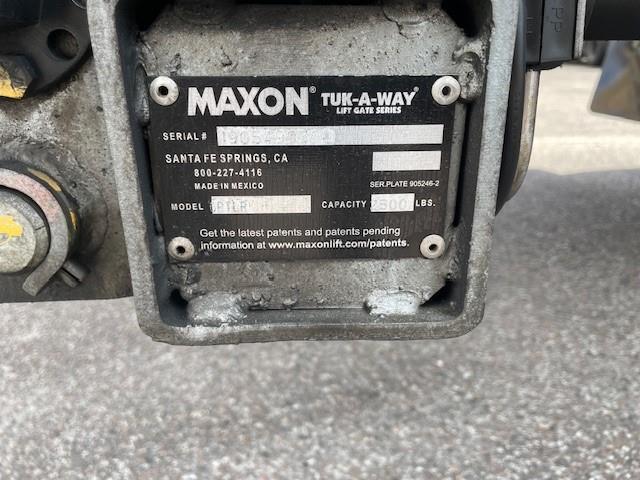 MAXON® TUK-A-WAY®
LIFT GATE SERIES
SERIAL #
SANTA FE SPRINGS, CA
800-227-4116
MADE IN MEXICO
SER.PLATE 905246-2
MODEL CAPACITY 2500 LBS.
Get the latest patents and patents pending
information at www.maxonlift.com/patents.